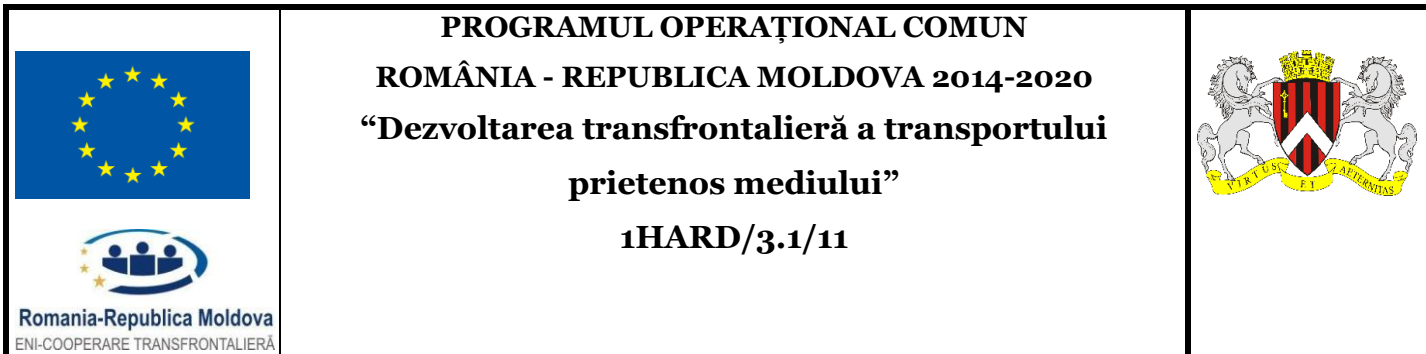 PROGRAMUL OPERAȚIONAL COMUN
ROMÂNIA - REPUBLICA MOLDOVA 2014-2020
“Dezvoltarea transfrontalieră a transportului
prietenos mediului”
1HARD/3.1/11
Romania-Republica Moldova
ENI-COOPERARE TRANSFRONTALIERĂ
VIRTUS ET AETERNITAS